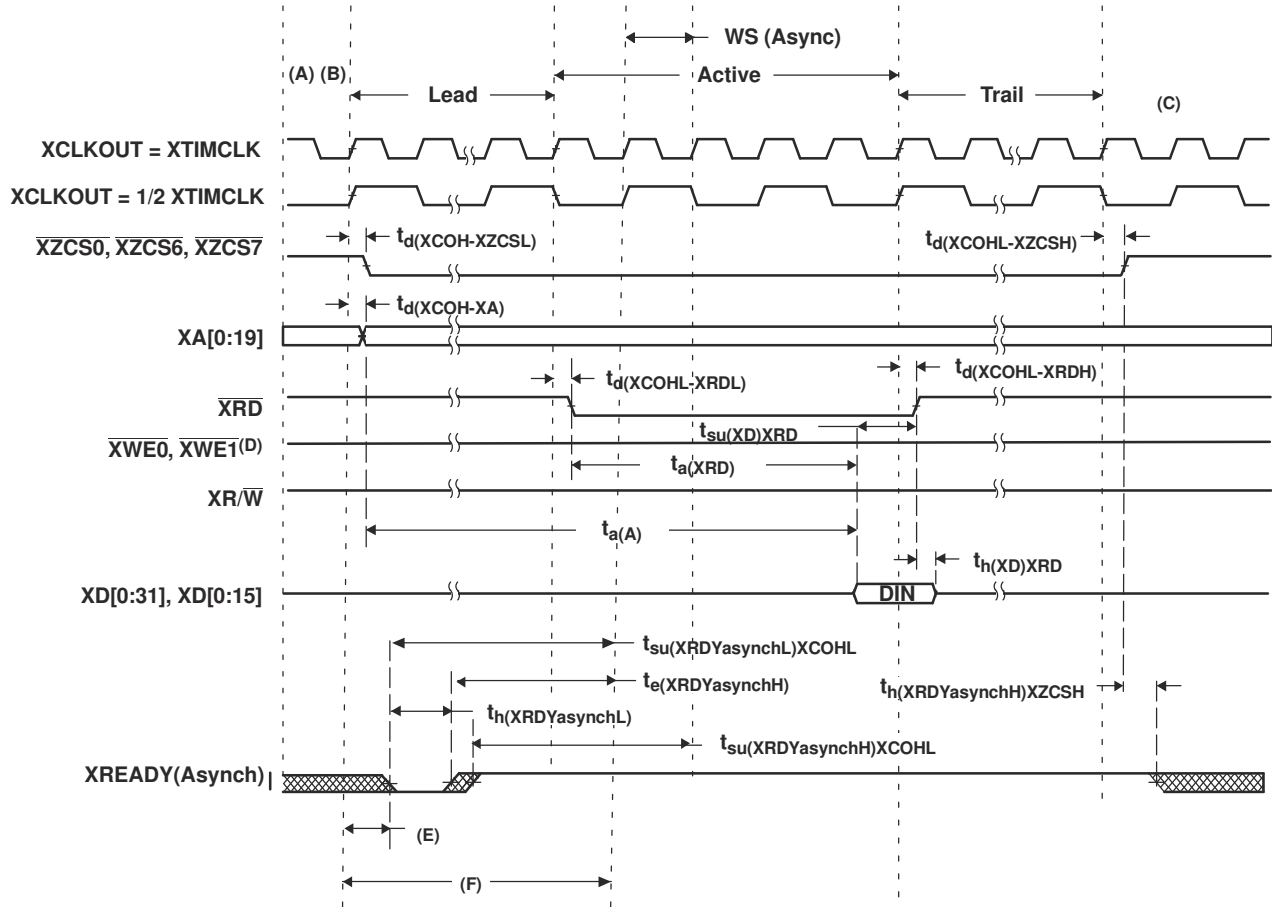 WS (Async)
(A) (B)
Active
Lead
Trail
(C)
XCLKOUT = XTIMCLK
XCLKOUT = 1/2 XTIMCLK
XZCS0, XZCS6, XZCS7
td(XCOH-XZCSL)
td(XCOHL-XZCSH)
td(XCOH-XA)
XA[0:19]
td(XCOHL-XRDL)
td(XCOHL-XRDH)
XRD
tsu(XD)XRD
XWE0, XWE1(D)
ta(XRD)
XR/W
ta(A)
th(XD)XRD
XD[0:31], XD[0:15]
DIN
tsu(XRDYasynchL)XCOHL
te(XRDYasynchH)
th(XRDYasynchH)XZCSH
th(XRDYasynchL)
tsu(XRDYasynchH)XCOHL
XREADY(Asynch)
(E)
(F)